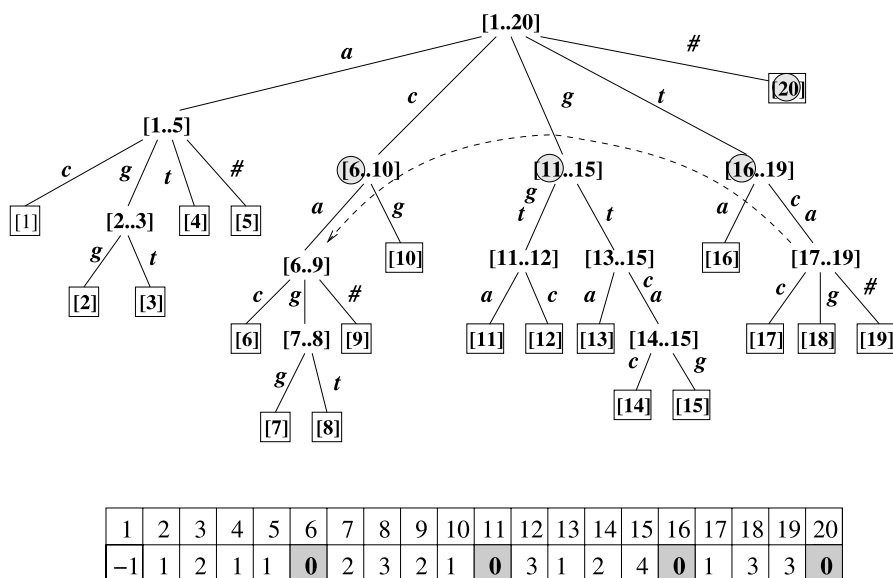 [1..20]
#
a
[20]
c
g
t
[1..5]
c
g
t
#
[6..10]
[11..15]
[16..19]
[1]
[2..3]
[4]
[5]
a
g
g
t
t
a
c
a
g
t
[6..9]
[10]
[11..12]
[13..15]
[16]
[17..19]
[2]
[3]
c
g
#
a
c
a
c
a
c
g
#
[6]
[7..8]
[9]
[11]
[12]
[13]
[14..15]
[17]
[18]
[19]
g
t
c
g
[7]
[8]
[14]
[15]
1 2 3 4 5 6 7 8 9 10 11 12 13 14 15 16 17 18 19 20
−1 1 2 1 1 0 2 3 2 1 0 3 1 2 4 0 1 3 3 0